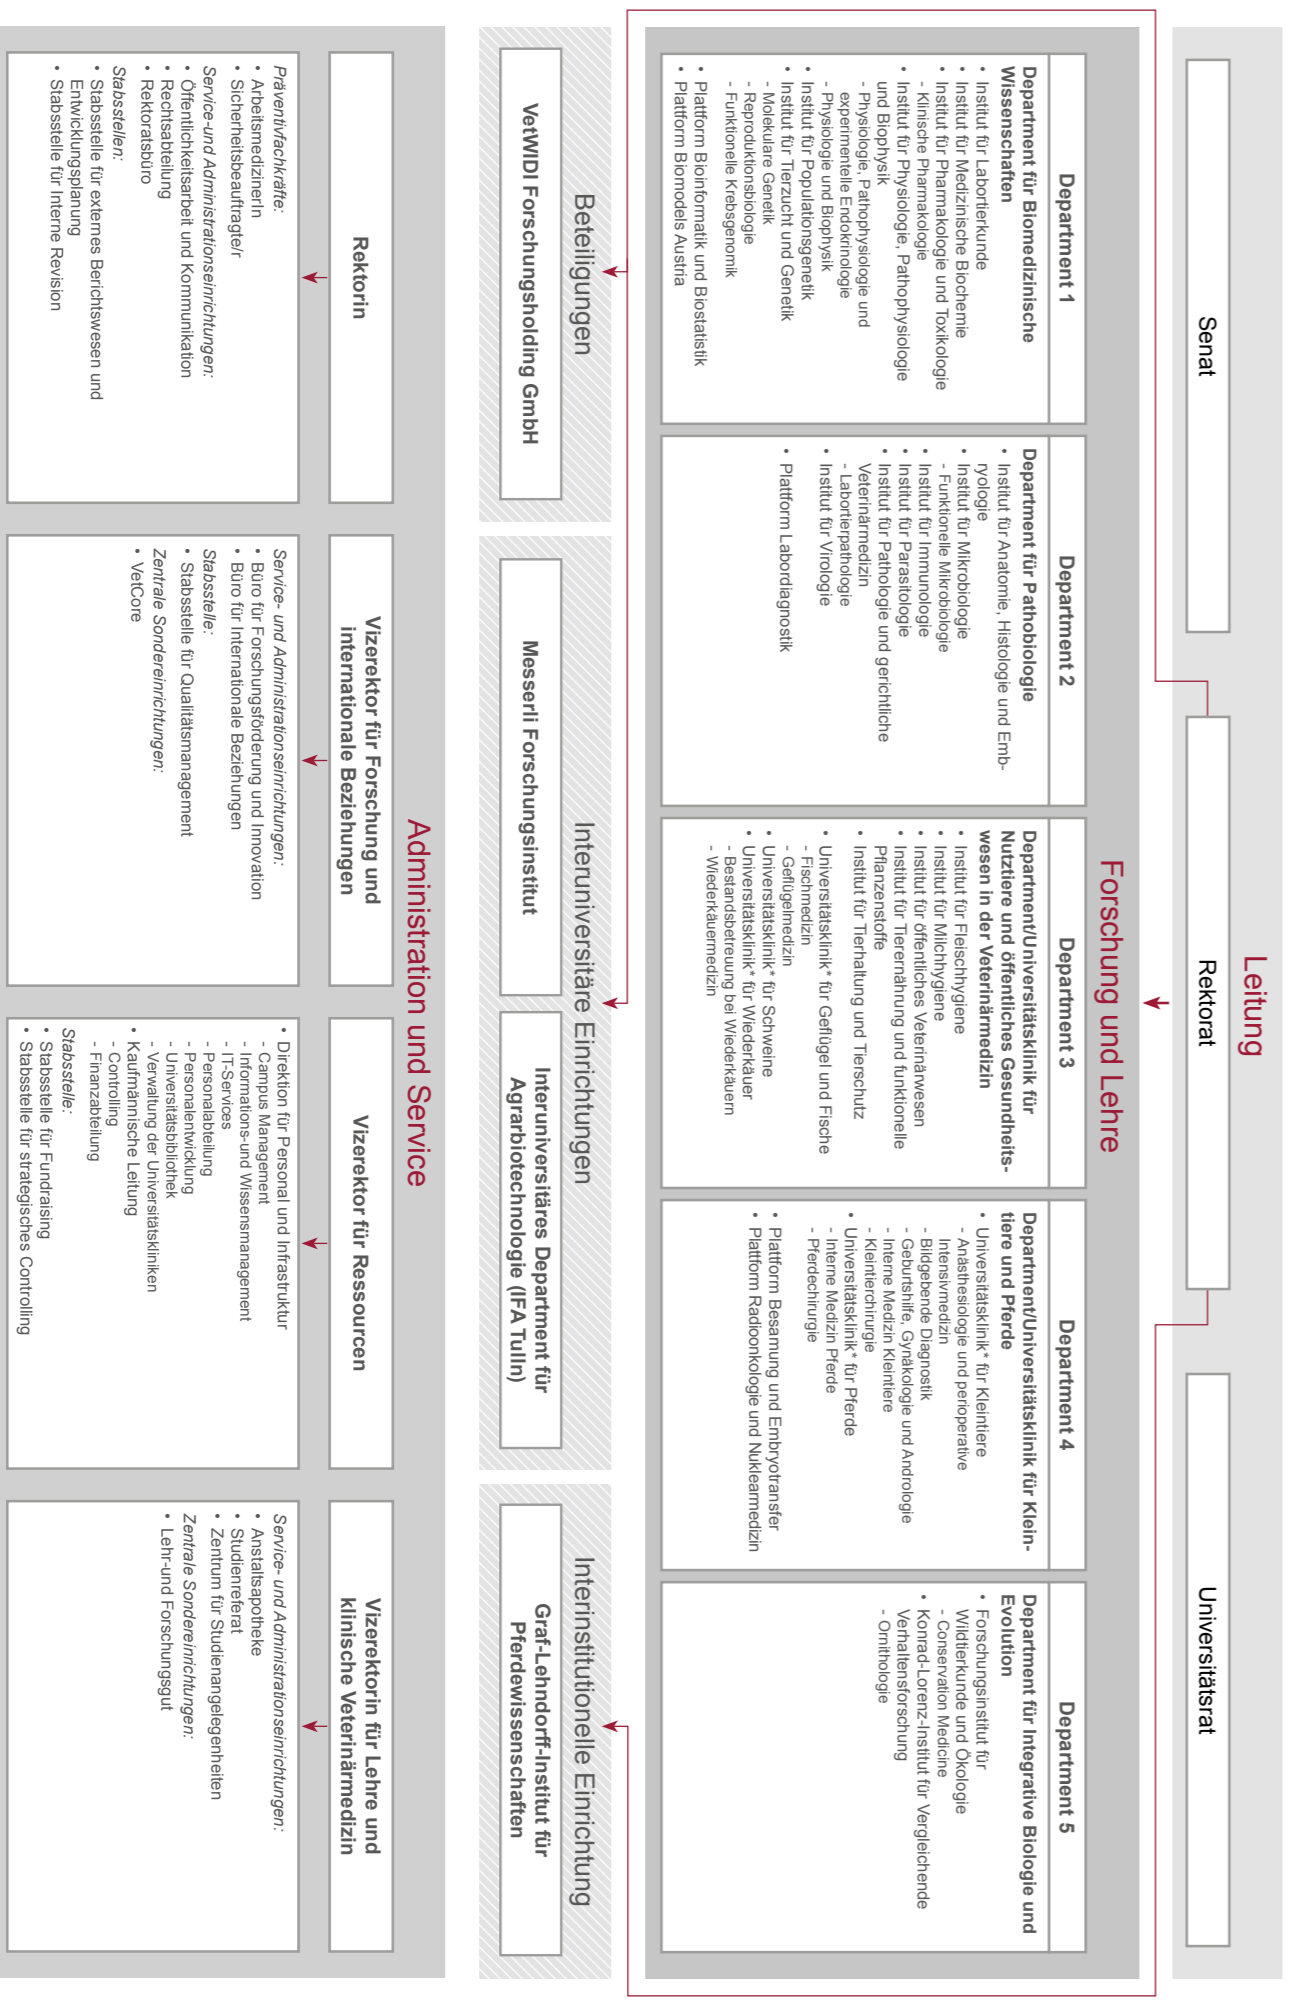 Leitung
Senat
Rektorat
Universitätsrat
Forschung und Lehre
Department 1
Department für Biomedizinische
Wissenschaften
• Institut für Labortierkunde
• Institut für Medizinische Biochemie
• Institut für Pharmakologie und Toxikologie
- Klinische Pharmakologie
• Institut für Physiologie, Pathophysiologie
und Biophysik
- Physiologie, Pathophysiologie und
experimentelle Endokrinologie
- Physiologie und Biophysik
• Institut für Populationsgenetik
• Institut für Tierzucht und Genetik
- Molekulare Genetik
- Reproduktionsbiologie
- Funktionelle Krebsgenomik
• Plattform Bioinformatik und Biostatistik
• Plattform Biomodels Austria
Department 2
Department für Pathobiologie
• Institut für Anatomie, Histologie und Emb-
ryologie
• Institut für Mikrobiologie
- Funktionelle Mikrobiologie
• Institut für Immunologie
• Institut für Parasitologie
• Institut für Pathologie und gerichtliche
Veterinärmedizin
- Labortierpathologie
• Institut für Virologie
• Plattform Labordiagnostik
Department 3
Department/Universitätsklinik für
Nutztiere und öffentliches Gesundheits-
wesen in der Veterinärmedizin
• Institut für Fleischhygiene
• Institut für Milchhygiene
• Institut für öffentliches Veterinärwesen
• Institut für Tierernährung und funktionelle
Pflanzenstoffe
• Institut für Tierhaltung und Tierschutz
• Universitätsklinik* für Geflügel und Fische
- Fischmedizin
- Geflügelmedizin
• Universitätsklinik* für Schweine
• Universitätsklinik* für Wiederkäuer
- Bestandsbetreuung bei Wiederkäuern
- Wiederkäuermedizin
Department 4
Department/Universitätsklinik für Klein-
tiere und Pferde
• Universitätsklinik* für Kleintiere
- Anästhesiologie und perioperative
Intensivmedizin
- Bildgebende Diagnostik
- Geburtshilfe, Gynäkologie und Andrologie
- Interne Medizin Kleintiere
- Kleintierchirurgie
• Universitätsklinik* für Pferde
- Interne Medizin Pferde
- Pferdechirurgie
• Plattform Besamung und Embryotransfer
• Plattform Radioonkologie und Nuklearmedizin
Department 5
Department für Integrative Biologie und
Evolution
• Forschungsinstitut für
Wildtierkunde und Ökologie
- Conservation Medicine
• Konrad-Lorenz-Institut für Vergleichende
Verhaltensforschung
- Ornithologie
Beteiligungen
VetWIDI Forschungsholding GmbH
Interuniversitäre Einrichtungen
Messerli Forschungsinstitut
Interuniversitäres Department für
Agrarbiotechnologie (IFA Tulln)
Interinstitutionelle Einrichtung
Graf-Lehndorff-Institut für
Pferdewissenschaften
Administration und Service
Rektorin
Präventivfachkräfte:
• ArbeitsmedizinerIn
• Sicherheitsbeauftragte/r
Service-und Administrationseinrichtungen:
• Öffentlichkeitsarbeit und Kommunikation
• Rechtsabteilung
• Rektoratsbüro
Stabsstellen:
• Stabsstelle für externes Berichtswesen und
Entwicklungsplanung
• Stabsstelle für Interne Revision
Vizerektor für Forschung und
internationale Beziehungen
Service- und Administrationseinrichtungen:
• Büro für Forschungsförderung und Innovation
• Büro für Internationale Beziehungen
Stabsstelle:
• Stabsstelle für Qualitätsmanagement
Zentrale Sondereinrichtungen:
• VetCore
Vizerektor für Ressourcen
• Direktion für Personal und Infrastruktur
- Campus Management
- Informations-und Wissensmanagement
- IT-Services
- Personalabteilung
- Personalentwicklung
- Universitätsbibliothek
- Verwaltung der Universitätskliniken
• Kaufmännische Leitung
- Controlling
- Finanzabteilung
Stabsstelle:
• Stabsstelle für Fundraising
• Stabsstelle für strategisches Controlling
Vizerektorin für Lehre und
klinische Veterinärmedizin
Service- und Administrationseinrichtungen:
• Anstaltsapotheke
• Studienreferat
• Zentrum für Studienangelegenheiten
Zentrale Sondereinrichtungen:
• Lehr-und Forschungsgut